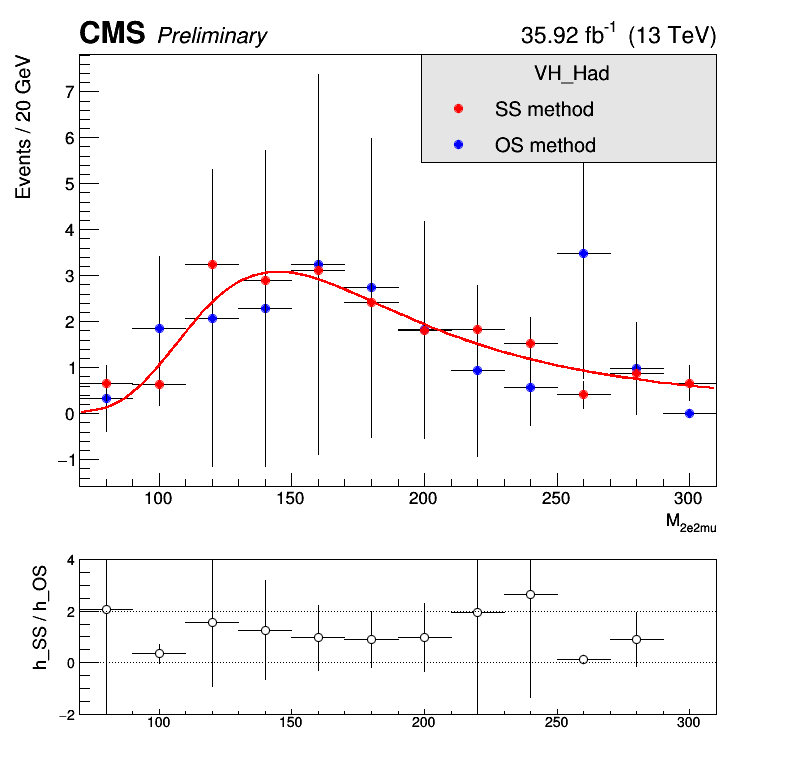 CMS Preliminary 35.92 fb⁻¹ (13 TeV)
Events / 20 GeV
VH_Had
SS method
OS method
7
6
5
4
3
2
1
0
−1
100 150 200 250 300
M2e2mu
h_SS / h_OS
4
2
0
−2
100 150 200 250 300